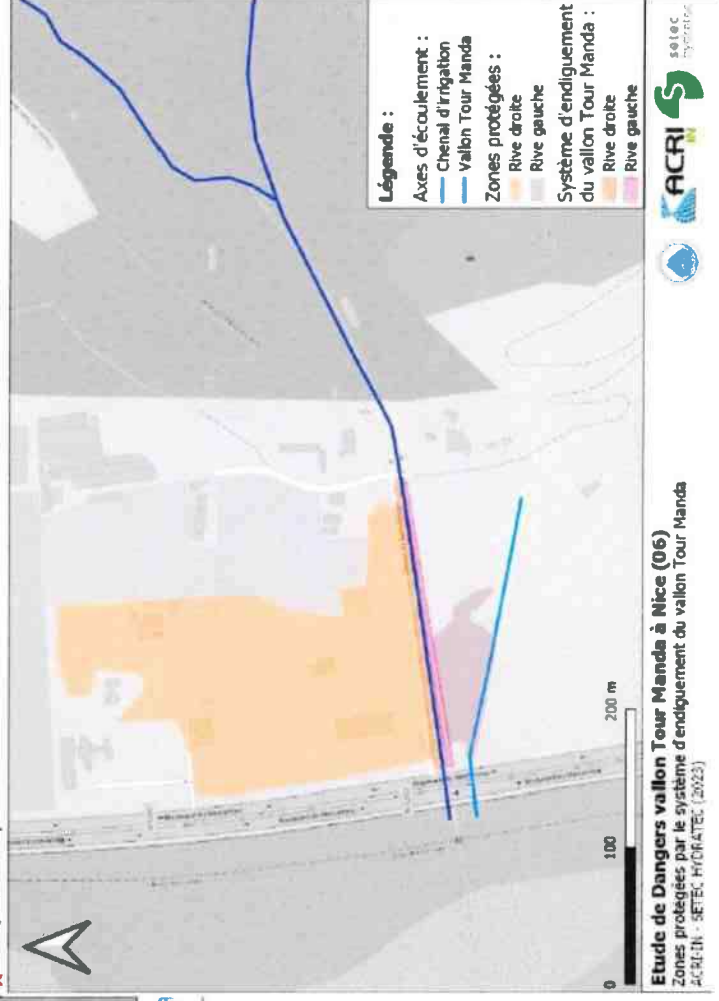 Légende :
Axes d'écoulement :
Chenal d'irrigation
Vallon Tour Manda
Zones protégées :
Rive droite
Rive gauche
Système d'endiguement
du vallon Tour Manda :
Rive droite
Rive gauche
0 100 200 m
Etude de Dangers vallon Tour Manda à Nice (06)
Zones protégées par le système d'endiguement du vallon Tour Manda
ACRI-IN - SETEC HYDRATEC (2023)
ACRI
IN
setec
hydratec